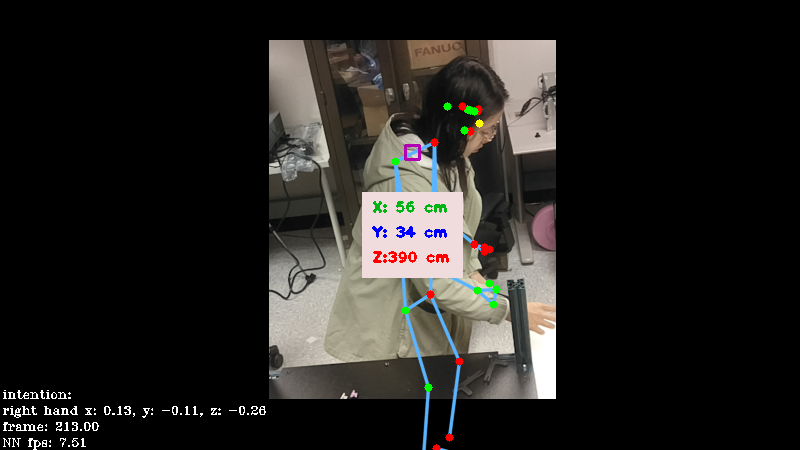 FANUC
X: 56 cm
Y: 34 cm
Z:390 cm
intention:
right hand x: 0.13, y: -0.11, z: -0.26
frame: 213.00
NN fps: 7.51